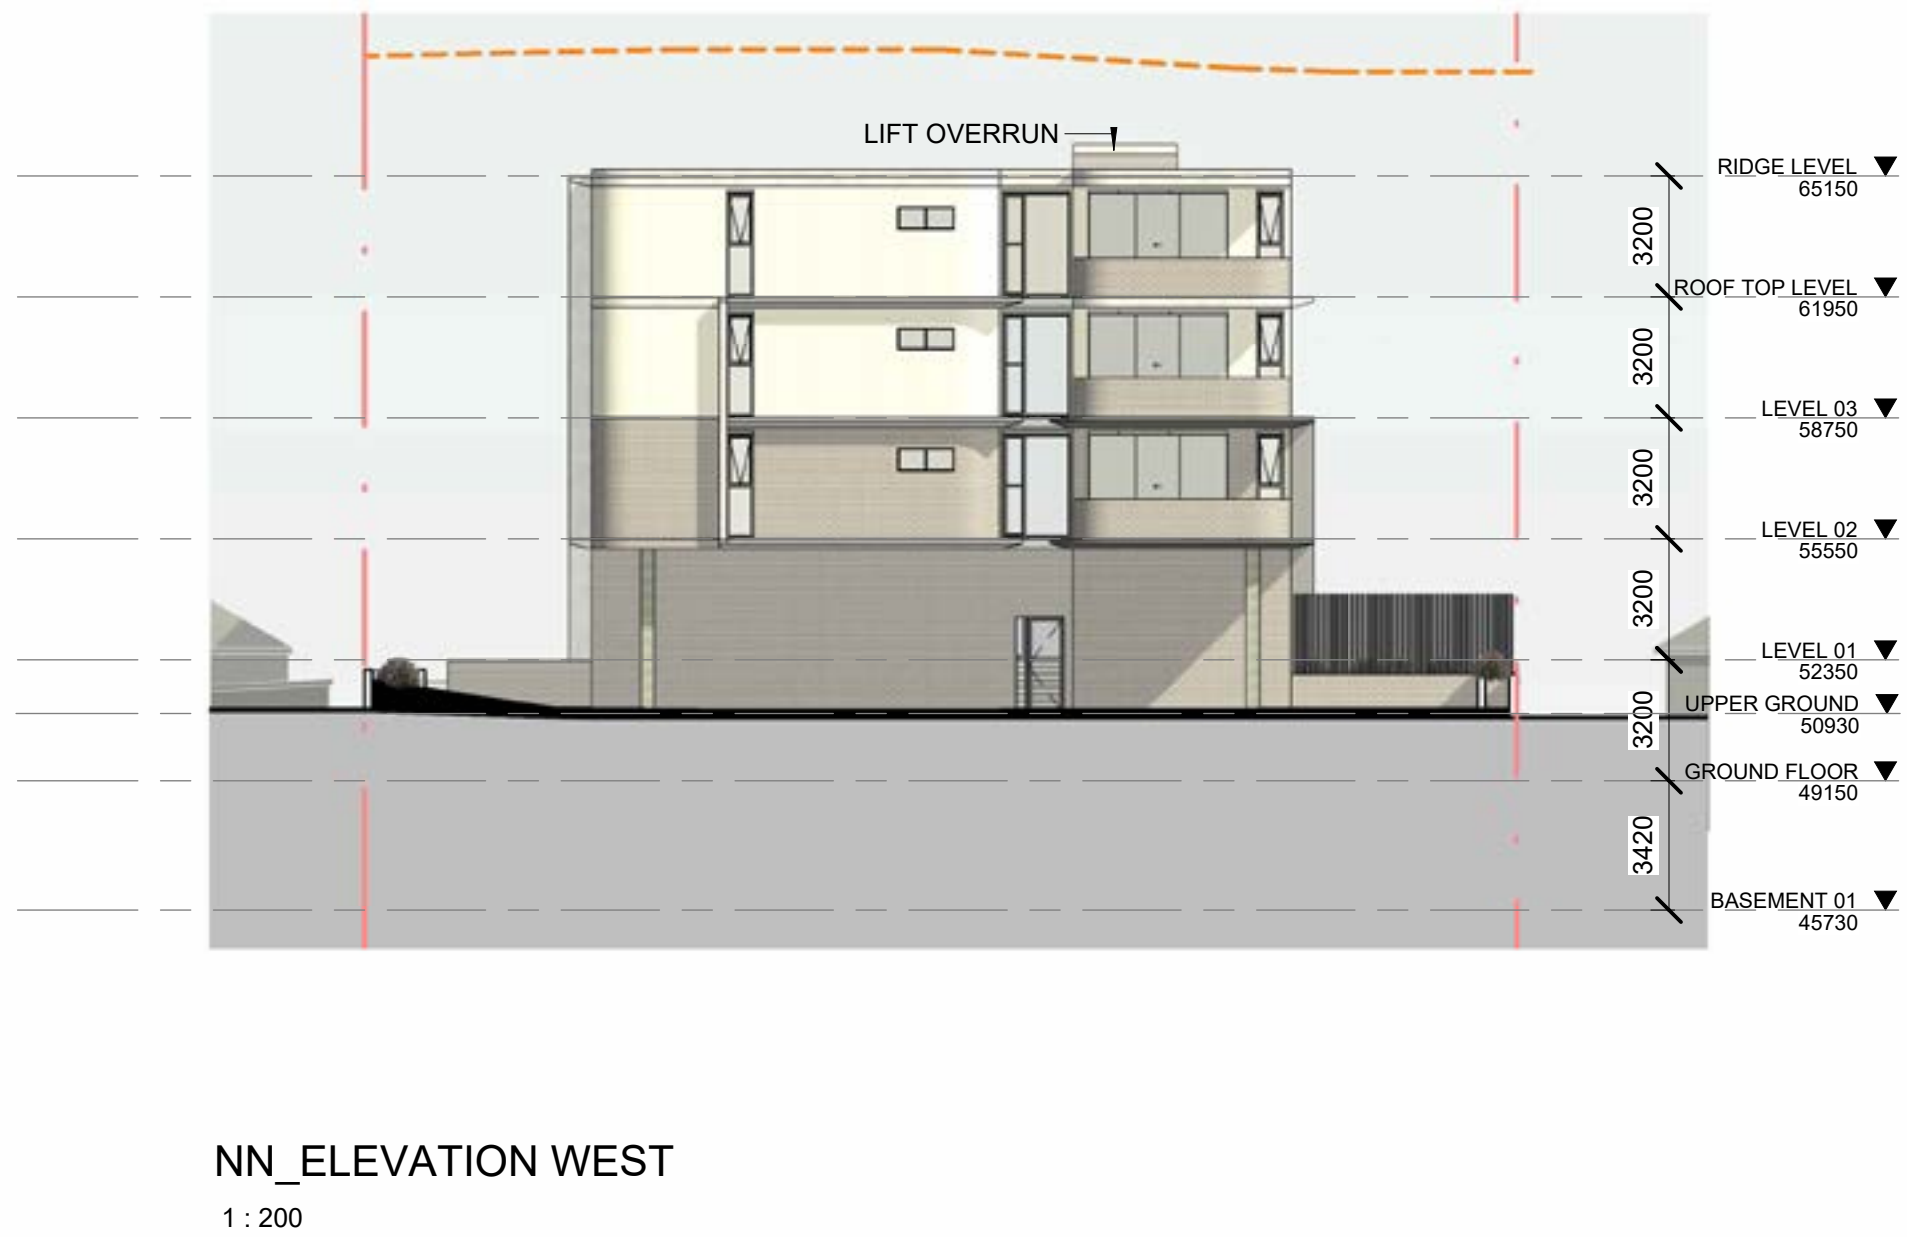 LIFT OVERRUN
RIDGE LEVEL
65150
3200
ROOF TOP LEVEL
61950
3200
LEVEL 03
58750
3200
LEVEL 02
55550
3200
LEVEL 01
52350
3200
UPPER GROUND
50930
GROUND FLOOR
49150
3420
BASEMENT 01
45730
NN_ELEVATION WEST
1 : 200